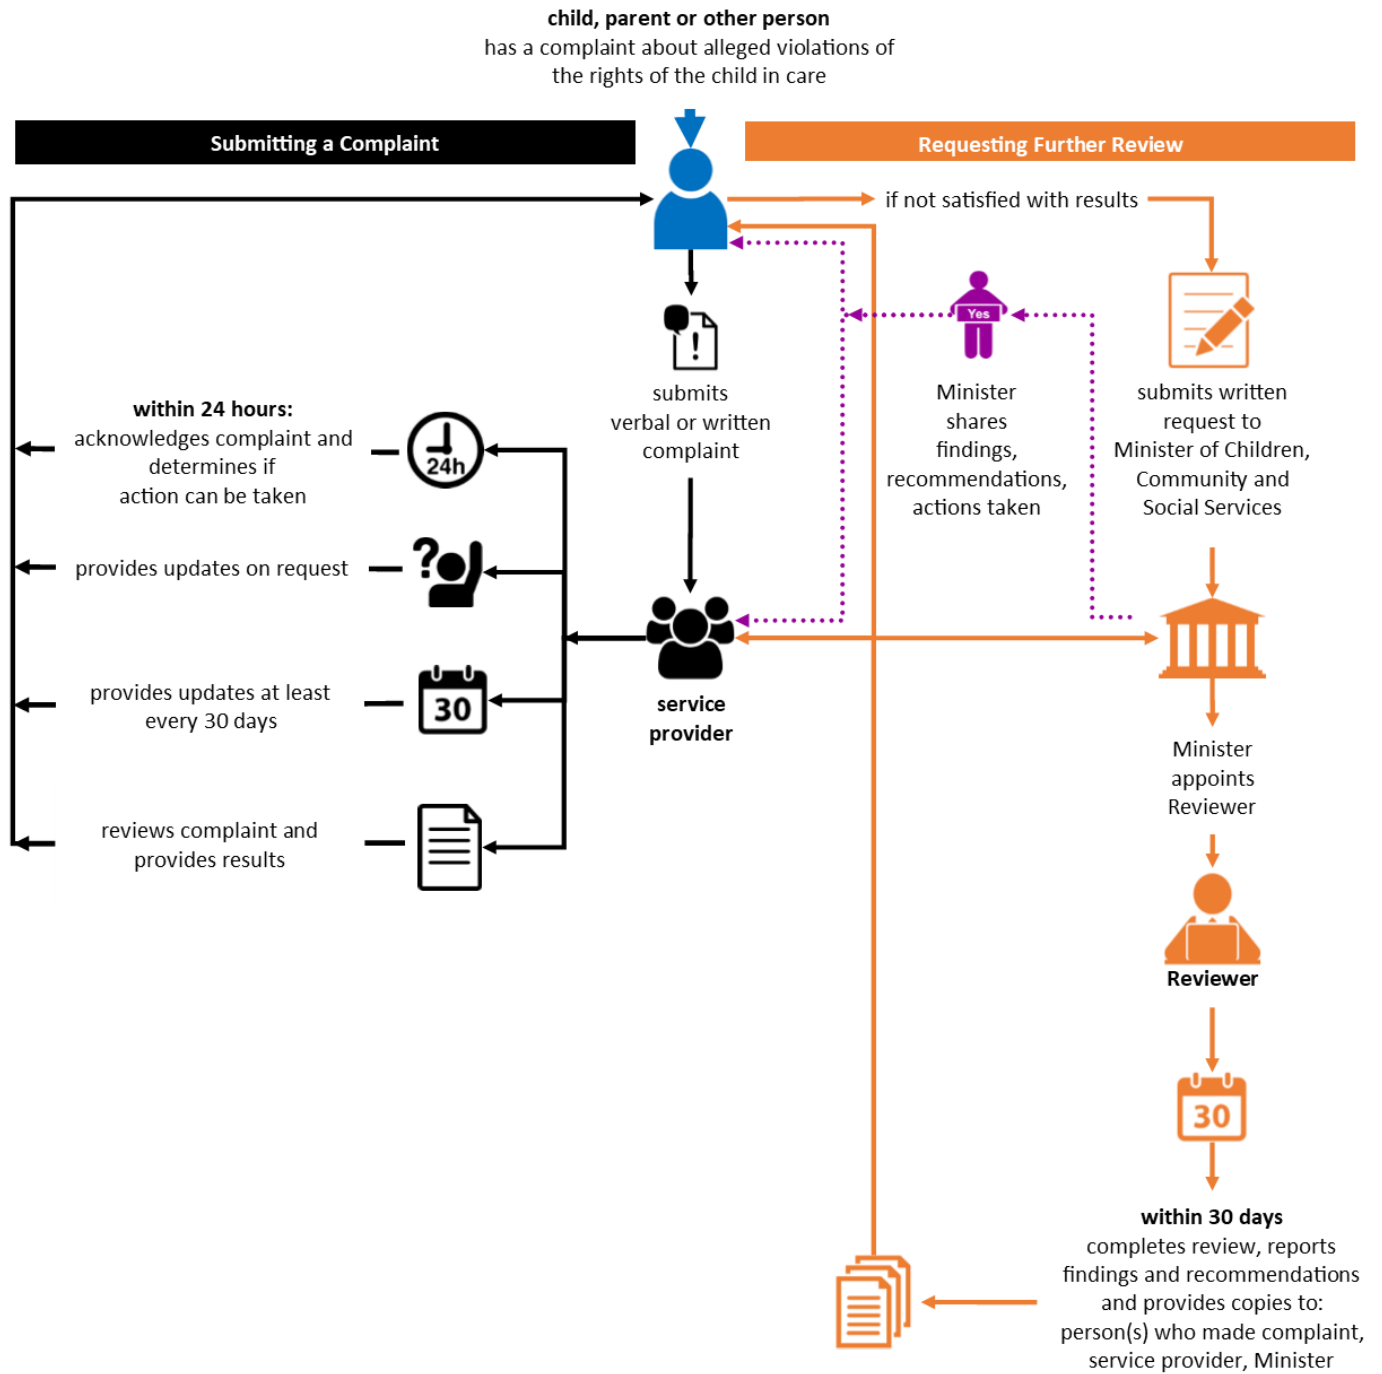 child, parent or other person
has a complaint about alleged violations of
the rights of the child in care
Submitting a Complaint
Requesting Further Review
if not satisfied with results
submits
verbal or written
complaint
within 24 hours:
acknowledges complaint and
determines if
action can be taken
24h
provides updates on request
?
provides updates at least
every 30 days
30
reviews complaint and
provides results
service
provider
Yes
Minister
shares
findings,
recommendations,
actions taken
submits written
request to
Minister of Children,
Community and
Social Services
Minister
appoints
Reviewer
Reviewer
30
within 30 days
completes review, reports
findings and recommendations
and provides copies to:
person(s) who made complaint,
service provider, Minister